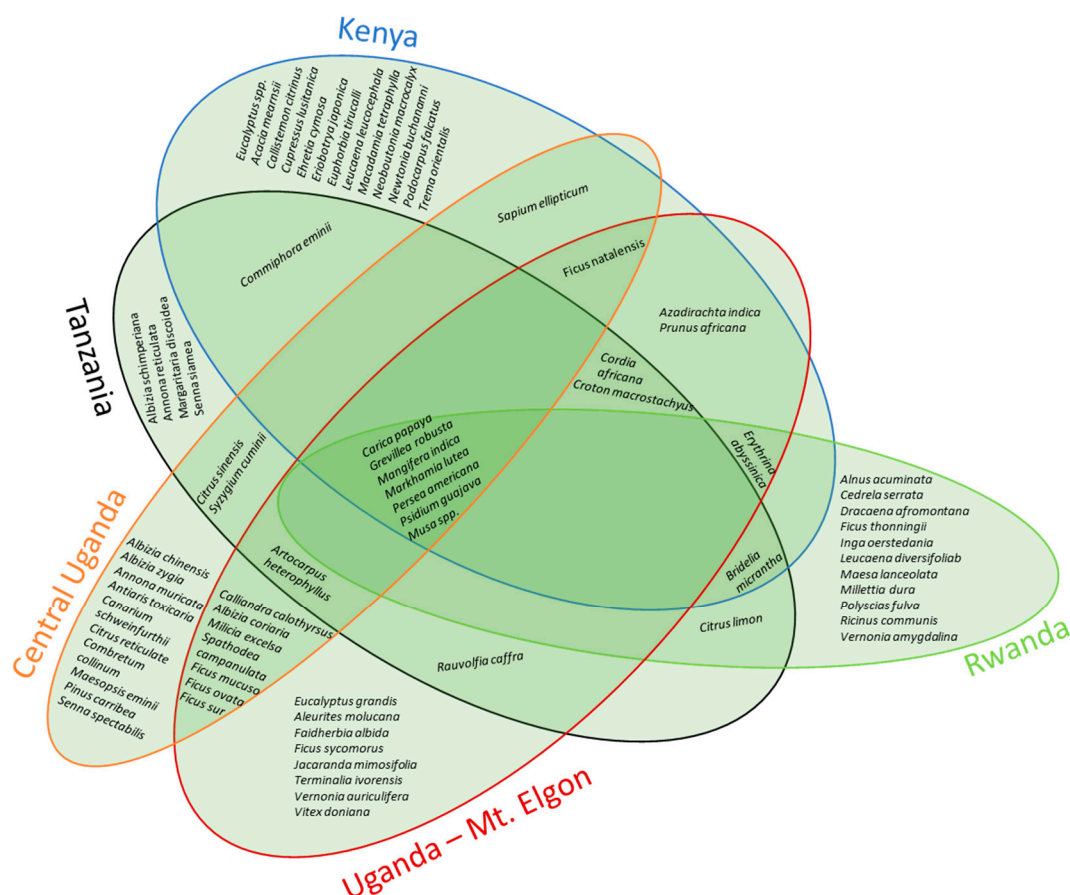 Kenya
Eucalyptus spp.
Acacia mearnsii
Callistemon citrinus
Cupressus lusitanica
Ehretia cymosa
Eriobotrya japonica
Euphorbia tirucalli
Leucaena leucocephala
Macadamia tetraphylla
Neoboutonia macrocalyx
Newtonia buchananni
Podocarpus falcatus
Trema orientalis
Sapium ellipticum
Commiphora eminii
Ficus natalensis
Tanzania
Albizia schimperiana
Annona reticulata
Margaritaria discoidea
Senna siamea
Azadirachta indica
Prunus africana
Cordia
africana
Croton macrostachyus
Carica papaya
Grevillea robusta
Mangifera indica
Markhamia lutea
Persea americana
Psidium guajava
Musa spp.
Erythrina
abyssinica
Citrus sinensis
Syzygium cuminii
Alnus acuminata
Cedrela serrata
Dracaena afromontana
Ficus thonningii
Inga oerstedania
Leucaena diversifoliab
Maesa lanceolata
Millettia dura
Polyscias fulva
Ricinus communis
Vernonia amygdalina
Rwanda
Central Uganda
Albizia chinensis
Albizia zygia
Annona muricata
Antiaris toxicaria
Canarium
schweinfurthii
Citrus reticulate
Combretum
collinum
Maesopsis eminii
Pinus carribea
Senna spectabilis
Artocarpus
heterophyllus
Bridelia
micrantha
Calliandra calothyrsus
Albizia coriaria
Milicia excelsa
Spathodea
campanulata
Ficus mucuso
Ficus ovata
Ficus sur
Citrus limon
Rauvolfia caffra
Eucalyptus grandis
Aleurites molucana
Faidherbia albida
Ficus sycomorus
Jacaranda mimosifolia
Terminalia ivorensis
Vernonia auriculifera
Vitex doniana
Uganda – Mt. Elgon